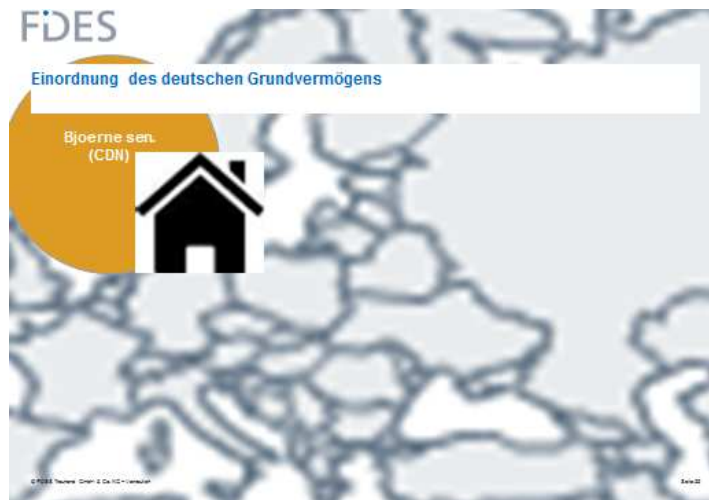 FIDES
Einordnung des deutschen Grundvermögens
Bjoerne sen.
(CDN)